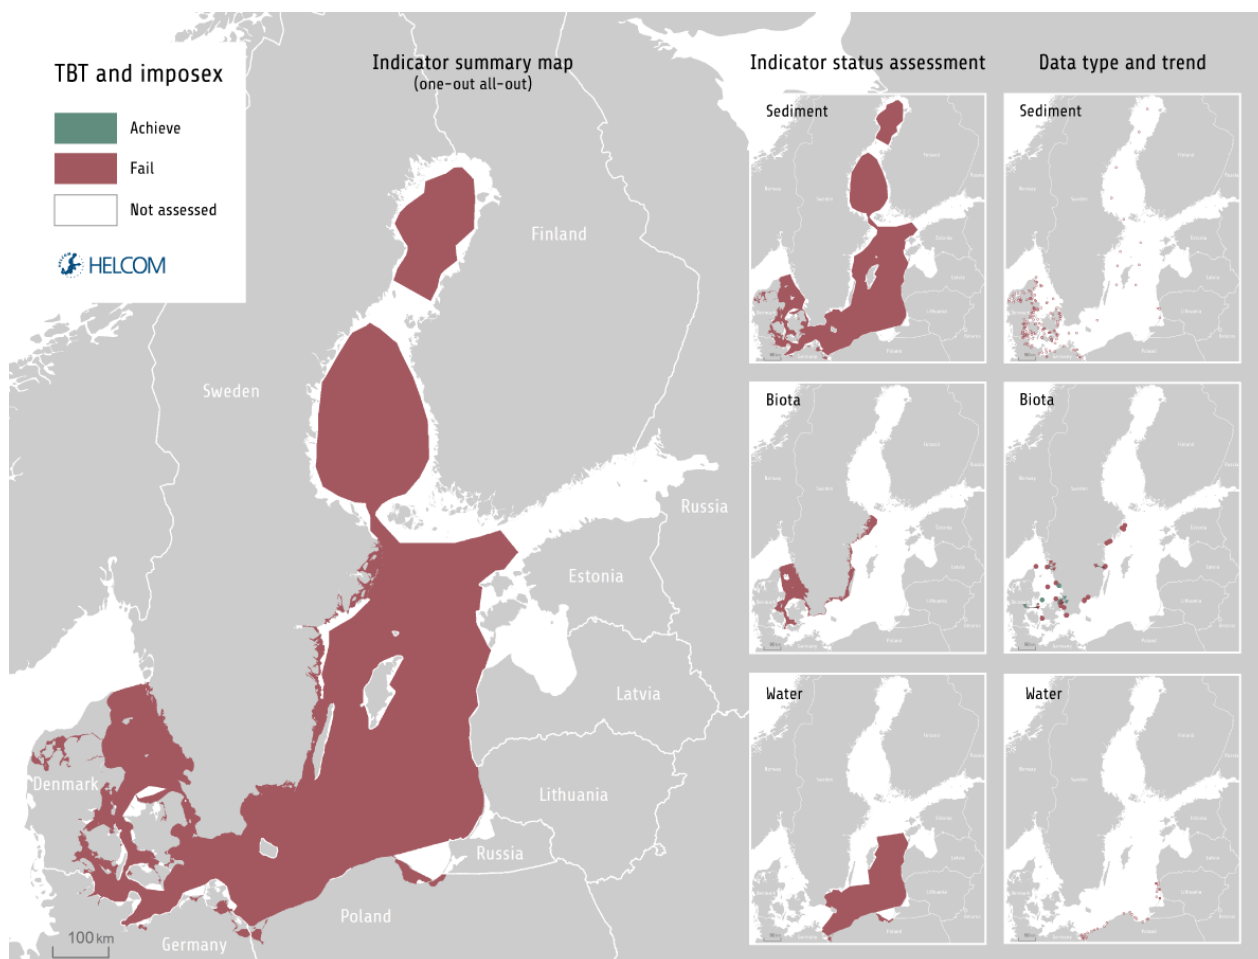 TBT and imposex
Achieve
Fail
Not assessed
HELCOM
Indicator summary map
(one-out all-out)
Finland
Sweden
Russia
Estonia
Latvia
Lithuania
Denmark
Russia
Poland
Germany
100 km
Indicator status assessment
Data type and trend
Sediment
Sediment
Biota
Biota
Water
Water